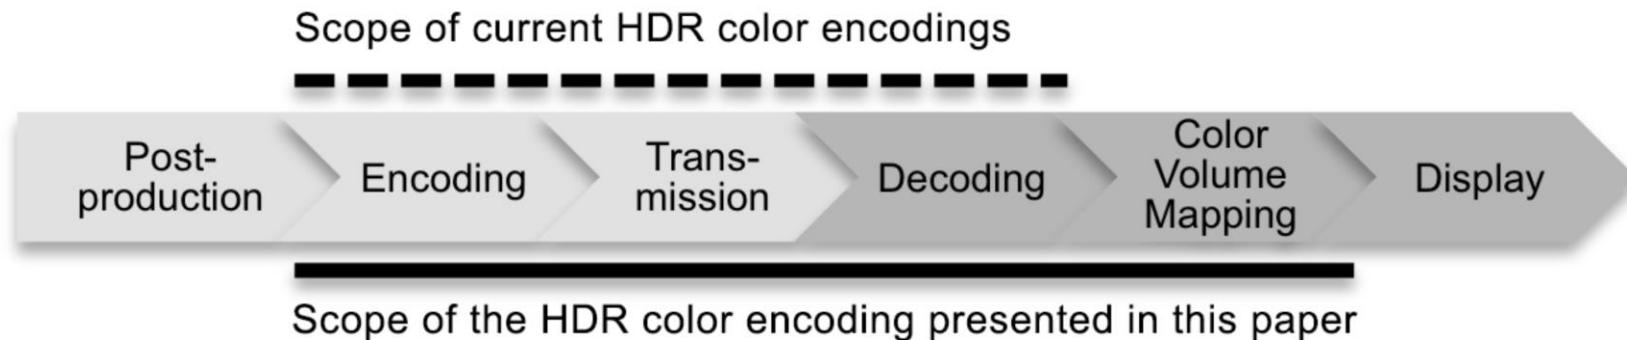 Scope of current HDR color encodings
Post-
production
Encoding
Trans-
mission
Decoding
Color
Volume
Mapping
Display
Scope of the HDR color encoding presented in this paper